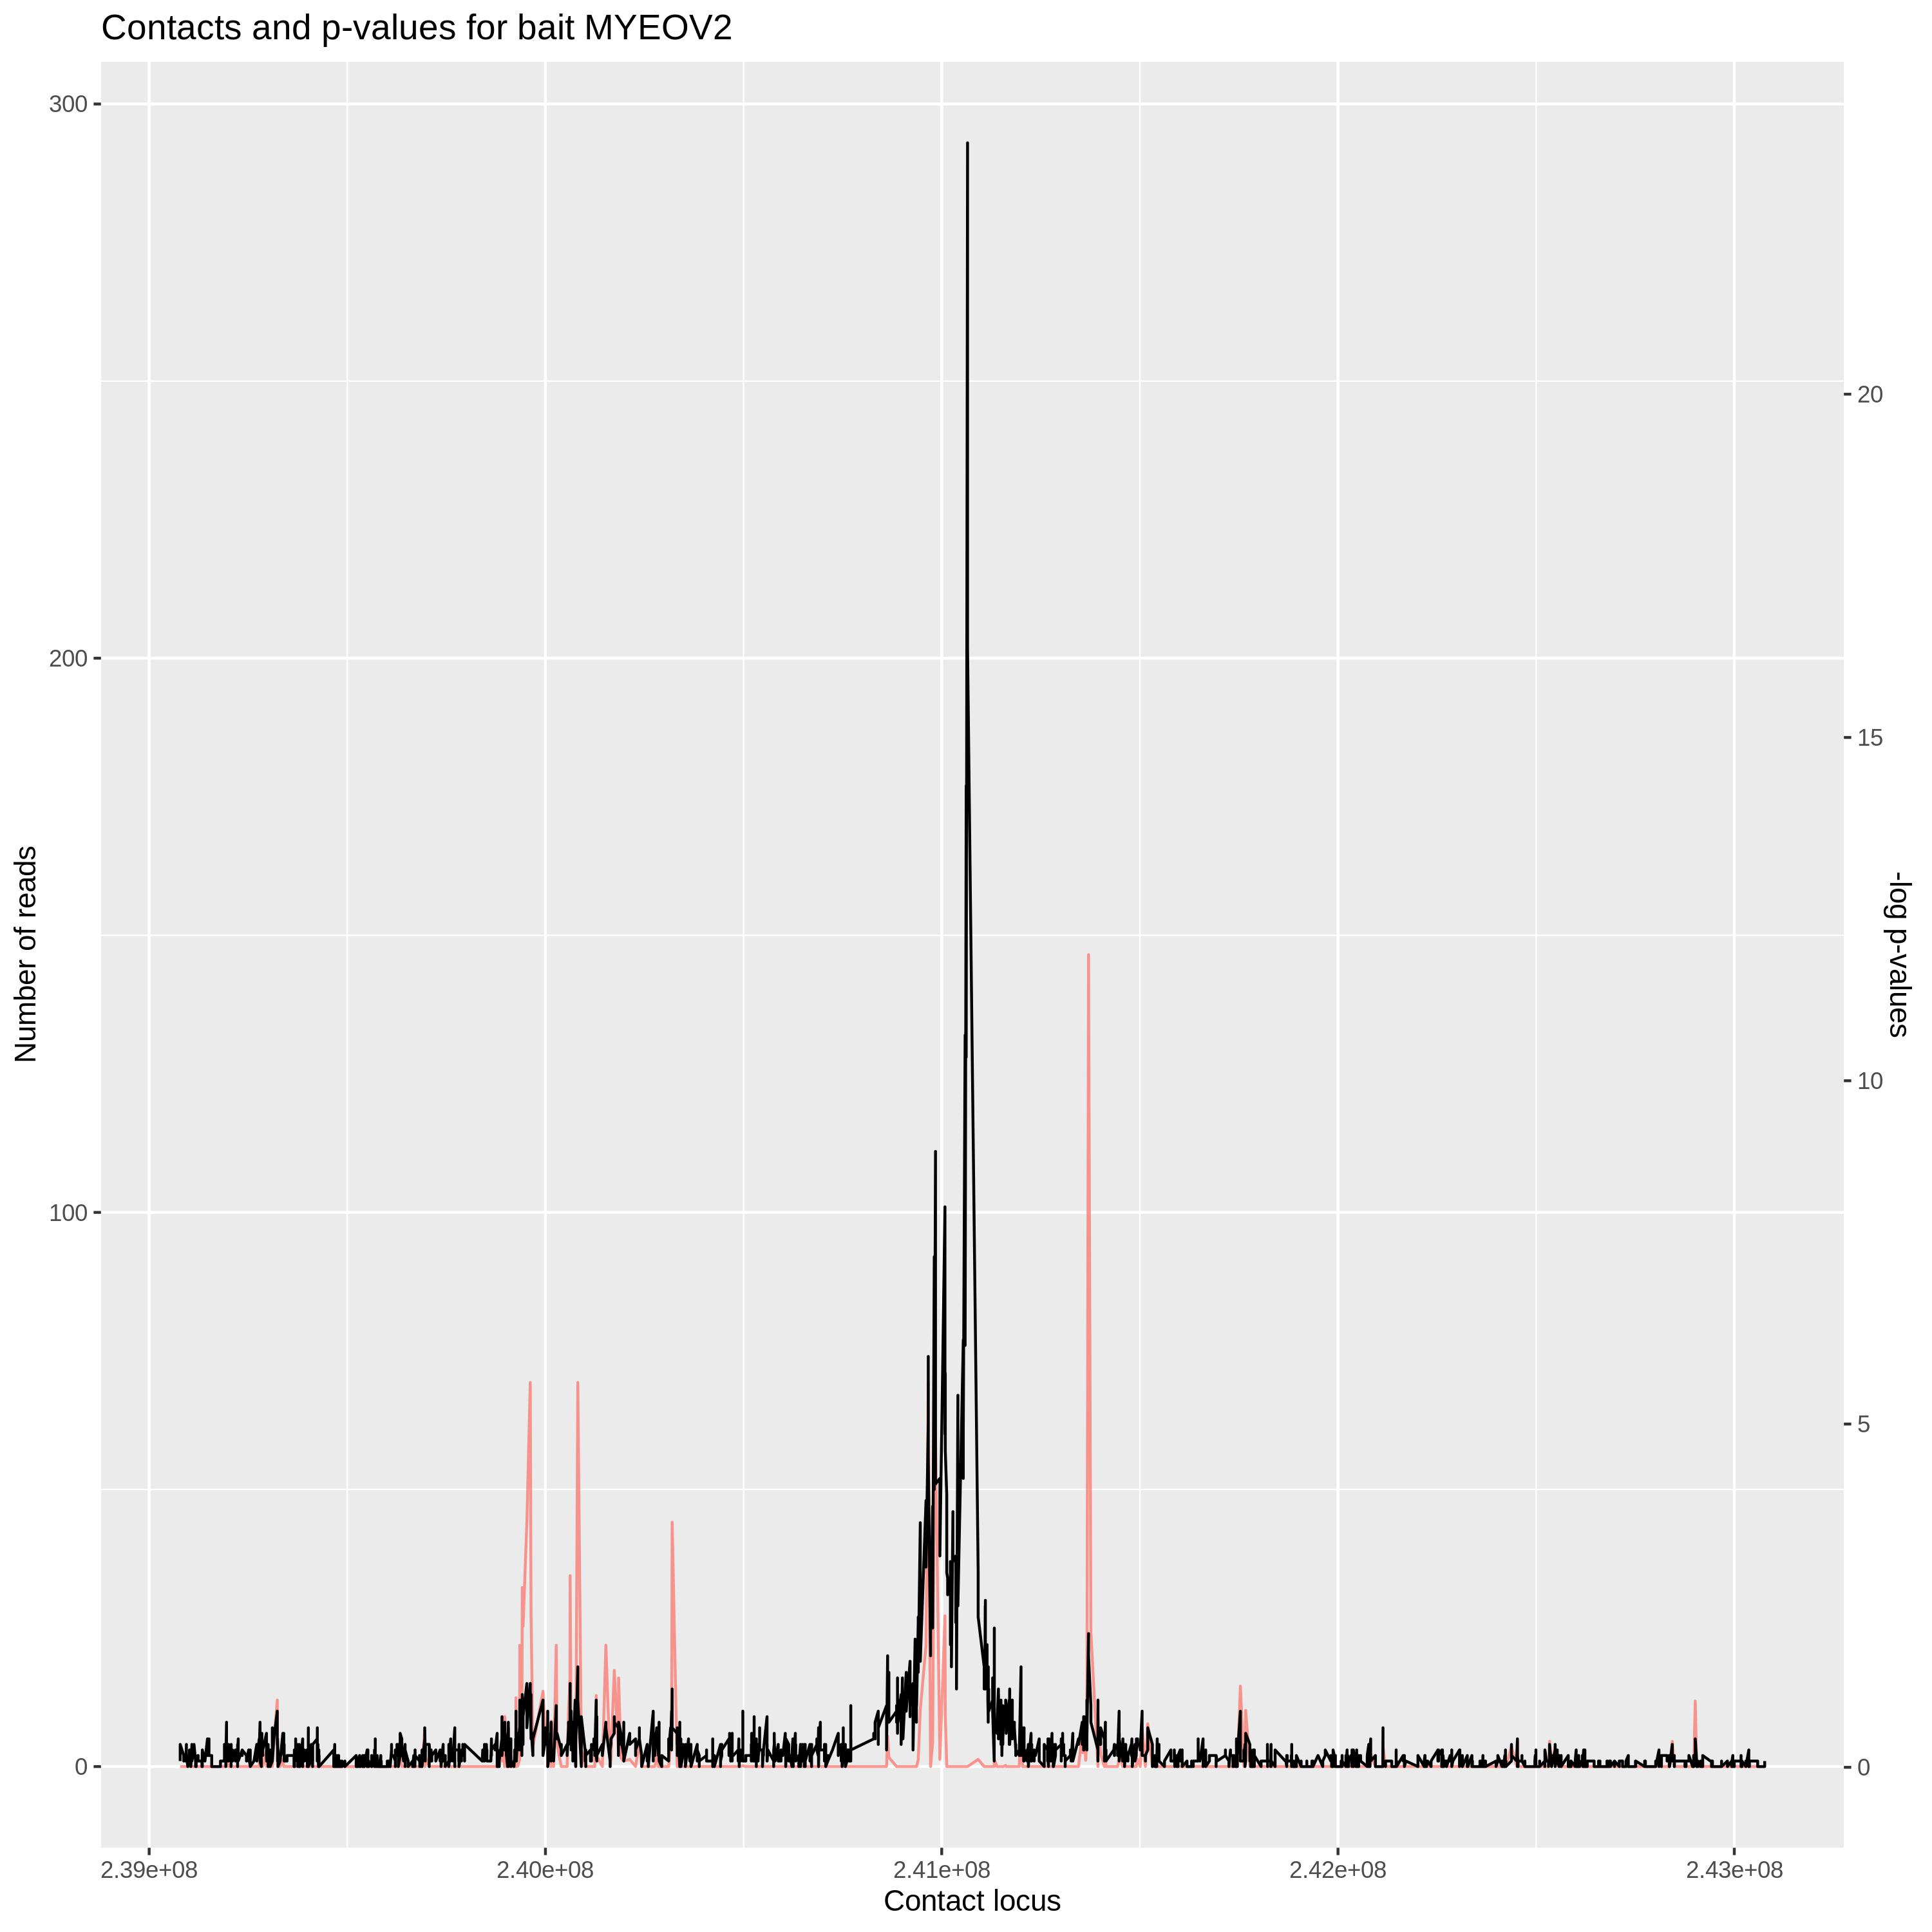 Contacts and p-values for bait MYEOV2
300
200
100
0
Number of reads
20
15
10
5
0
-log p-values
2.39e+08
2.40e+08
2.41e+08
2.42e+08
2.43e+08
Contact locus